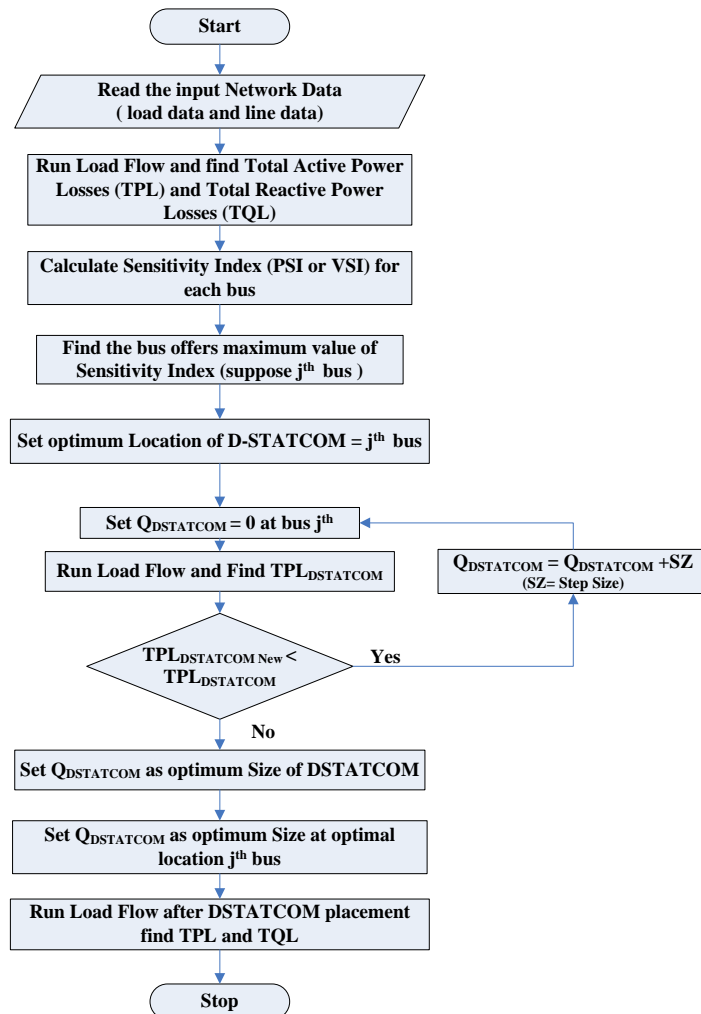 Start
Read the input Network Data
( load data and line data)
Run Load Flow and find Total Active Power
Losses (TPL) and Total Reactive Power
Losses (TQL)
Calculate Sensitivity Index (PSI or VSI) for
each bus
Find the bus offers maximum value of
Sensitivity Index (suppose jth bus )
Set optimum Location of D-STATCOM = jth bus
Set QDSTATCOM = 0 at bus jth
Run Load Flow and Find TPLDSTATCOM
QDSTATCOM = QDSTATCOM +SZ
(SZ= Step Size)
TPLDSTATCOM New <
TPLDSTATCOM
Yes
No
Set QDSTATCOM as optimum Size of DSTATCOM
Set QDSTATCOM as optimum Size at optimal
location jth bus
Run Load Flow after DSTATCOM placement
find TPL and TQL
Stop